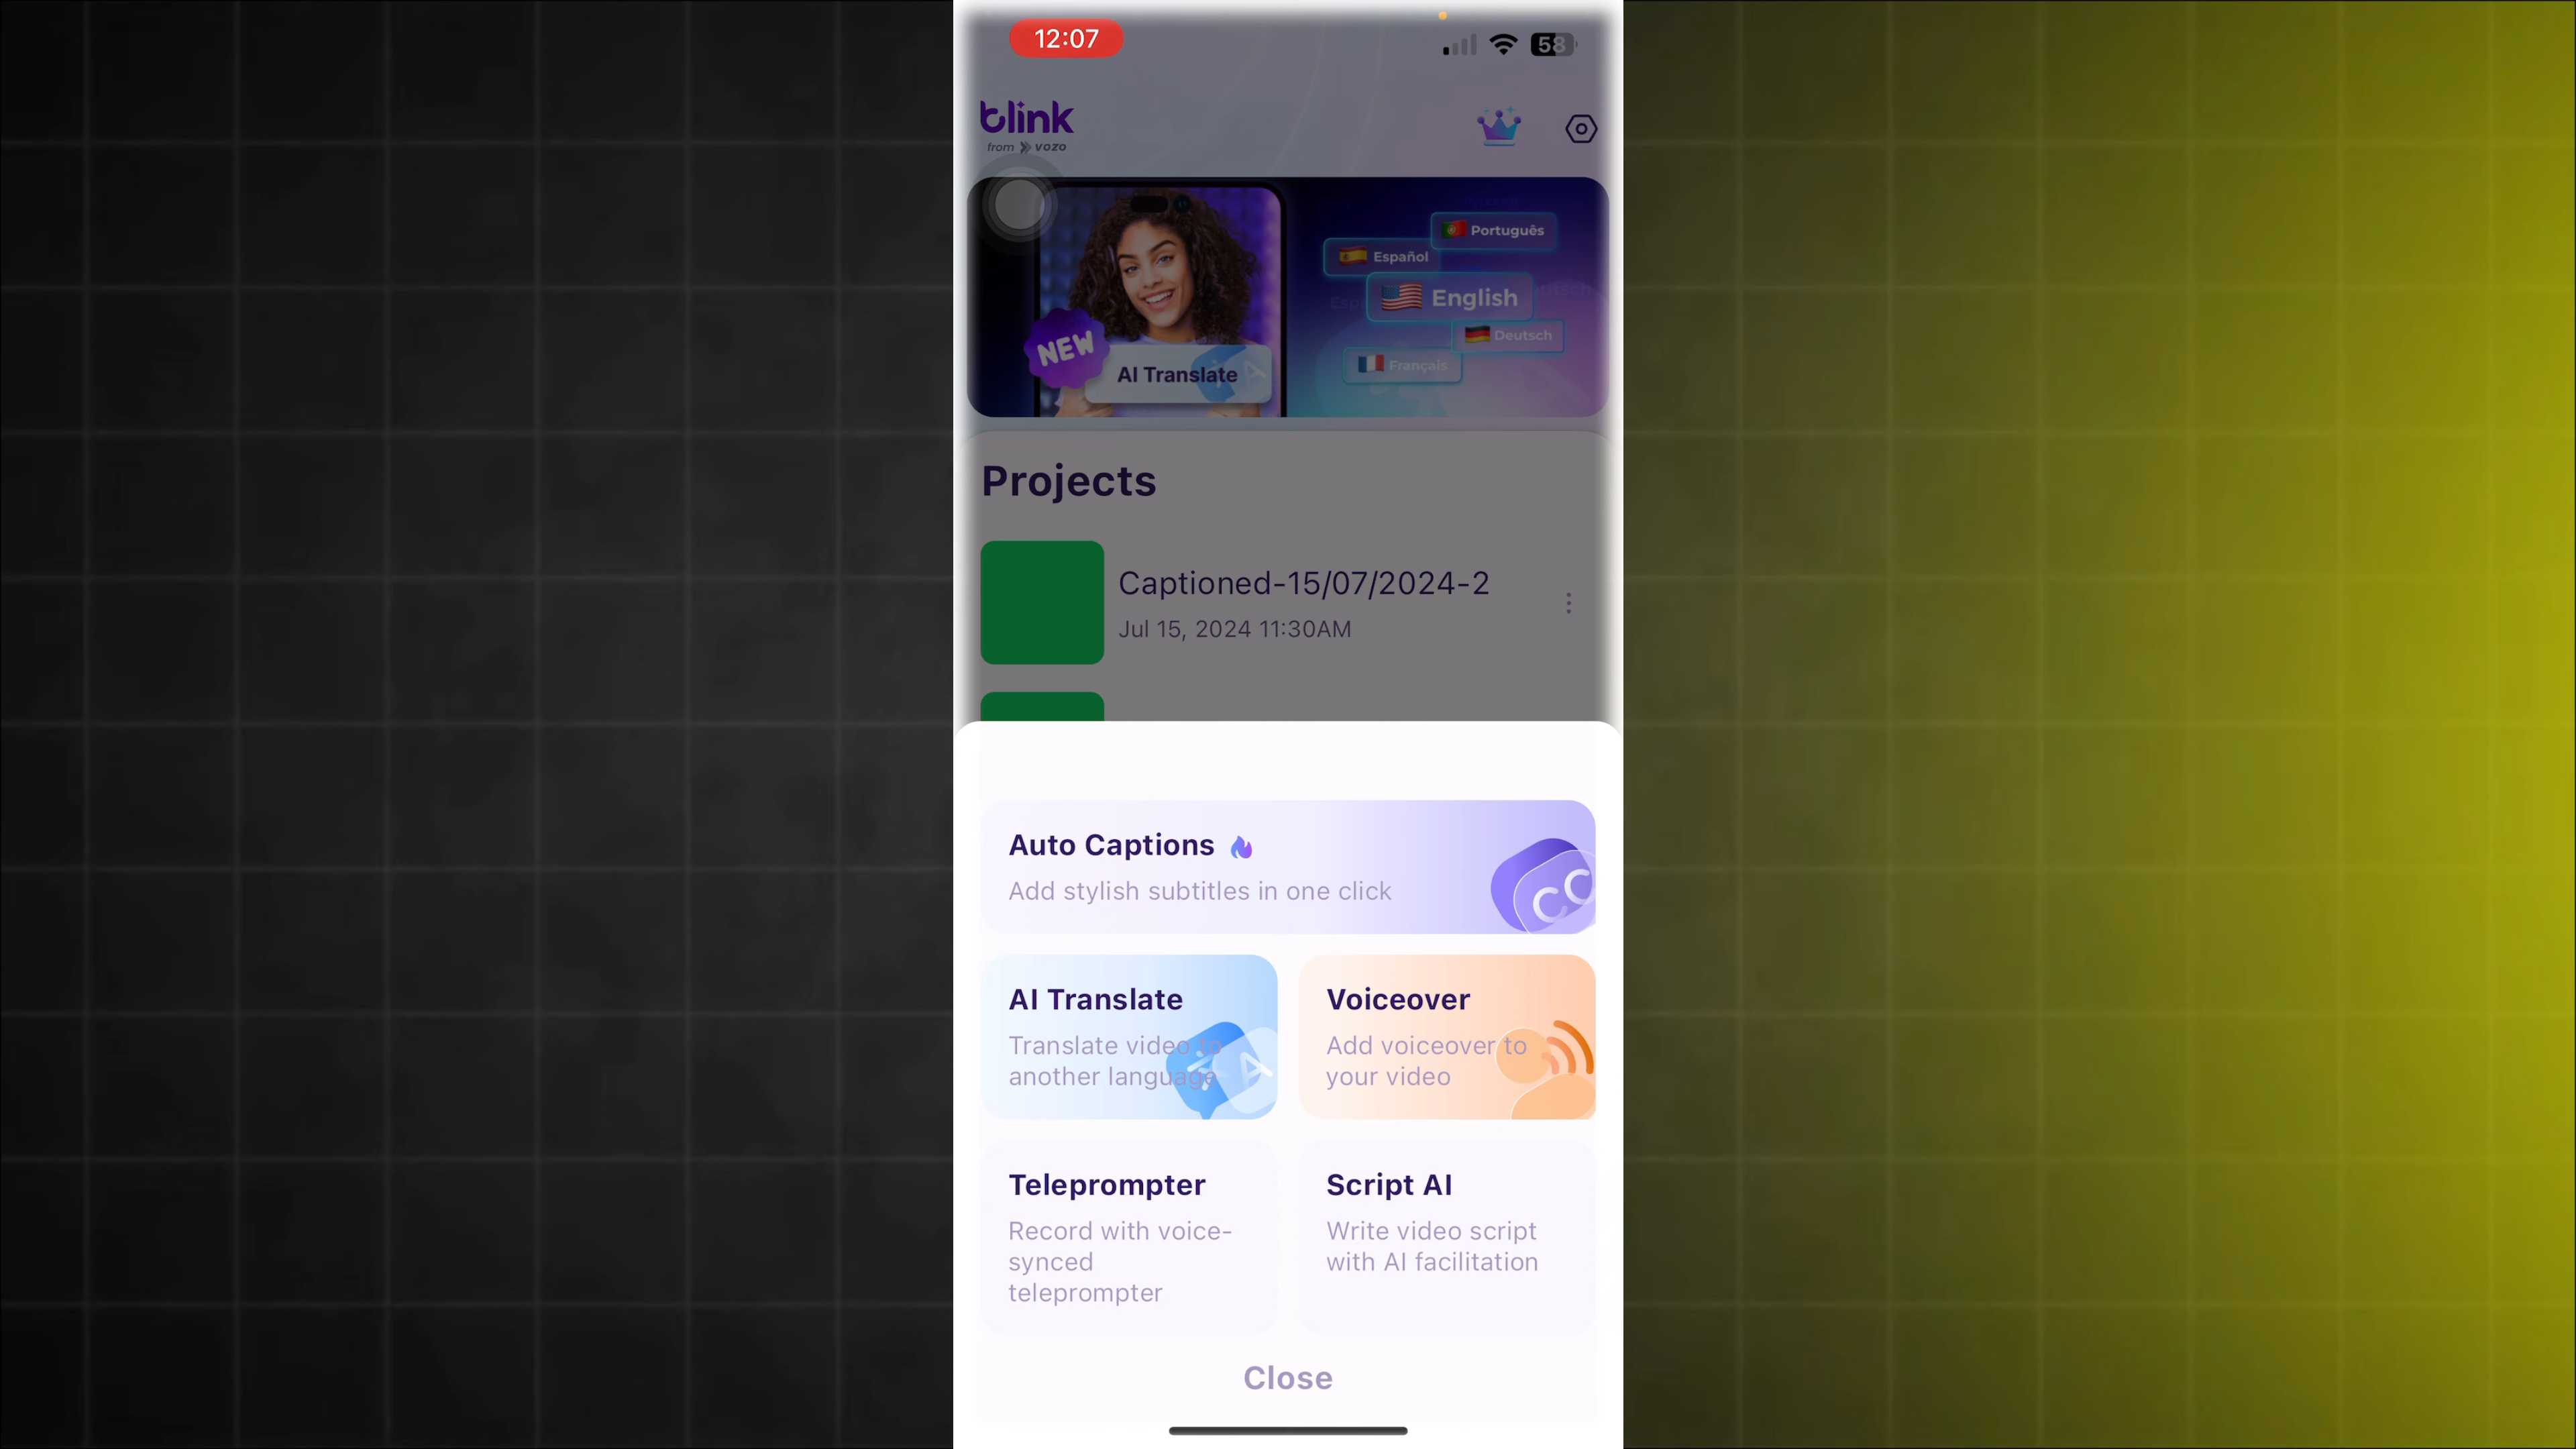 12:07
58
blink
from vozo
Português
Español
English
Deutsch
Français
NEW
AI Translate
Projects
Captioned-15/07/2024-2
Jul 15, 2024 11:30AM
Auto Captions
Add stylish subtitles in one click
CC
AI Translate
Translate video to
another language
Voiceover
Add voiceover to
your video
Teleprompter
Record with voice-
synced
teleprompter
Script AI
Write video script
with AI facilitation
Close